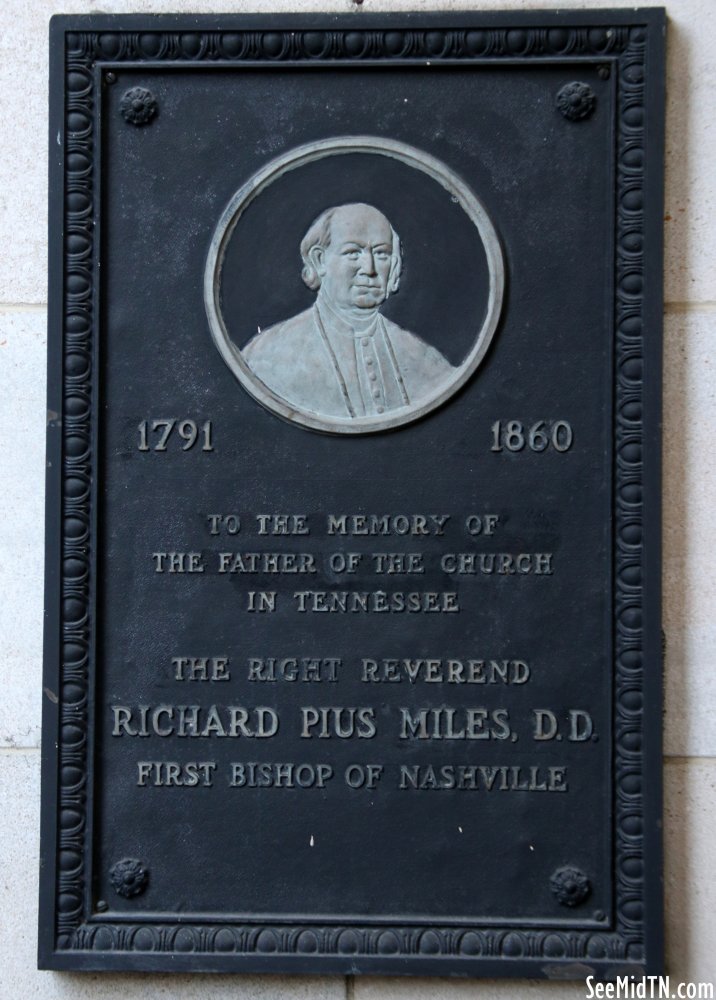 1791 1860
TO THE MEMORY OF
THE FATHER OF THE CHURCH
IN TENNESSEE
THE RIGHT REVEREND
RICHARD PIUS MILES, D.D.
FIRST BISHOP OF NASHVILLE
SeeMidTN.com